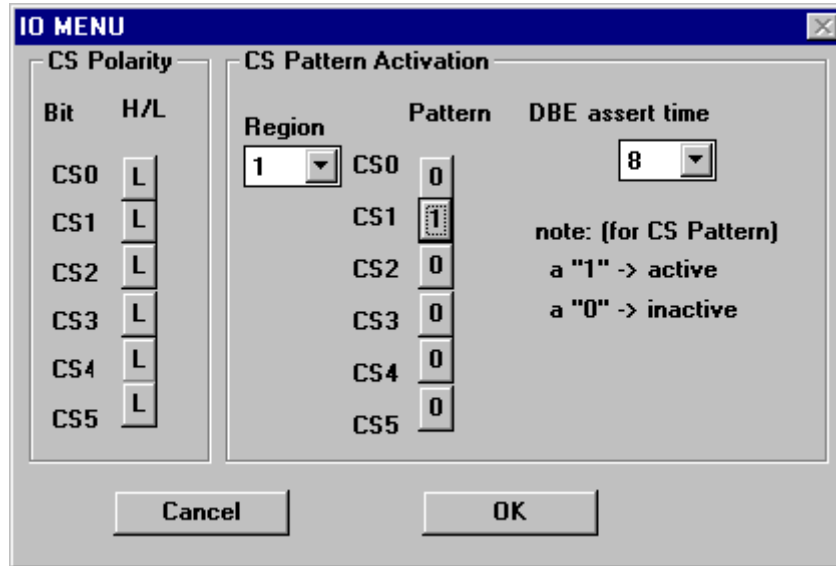 IO MENU
CS Polarity
Bit H/L
CS0 L
CS1 L
CS2 L
CS3 L
CS4 L
CS5 L
CS Pattern Activation
Region
1
Pattern
CS0 0
CS1 1
CS2 0
CS3 0
CS4 0
CS5 0
DBE assert time
8
note: (for CS Pattern)
a "1" -> active
a "0" -> inactive
Cancel
OK